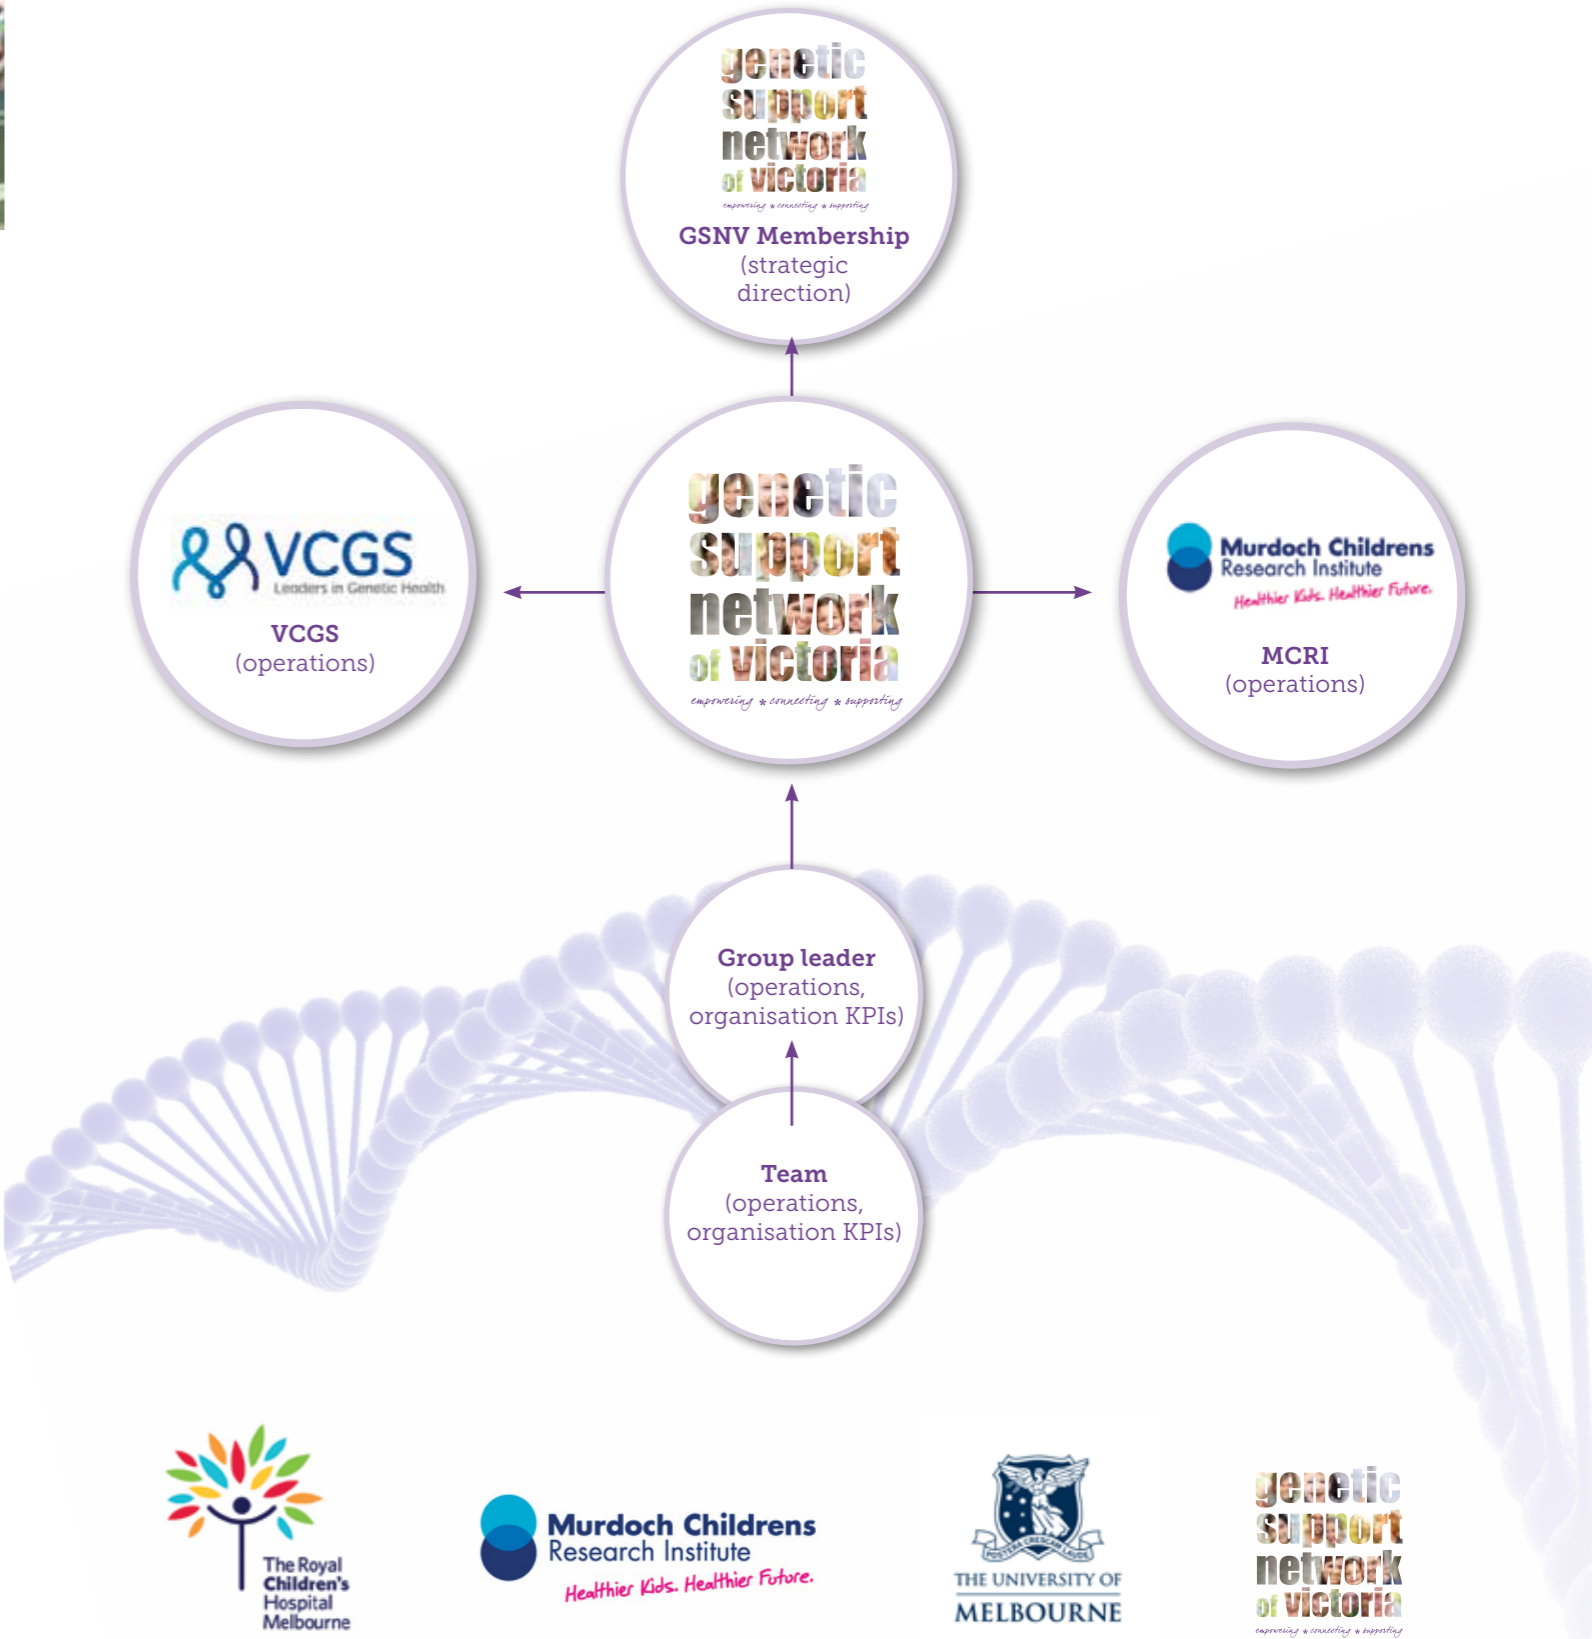 genetic
support
network
of victoria
empowering * connecting * supporting
GSNV Membership
(strategic
direction)
VCGS
Leaders in Genetic Health
VCGS
(operations)
genetic
support
network
of victoria
empowering * connecting * supporting
Murdoch Childrens
Research Institute
Healthier Kids. Healthier Future.
MCRI
(operations)
Group leader
(operations,
organisation KPIs)
Team
(operations,
organisation KPIs)
The Royal
Children's
Hospital
Melbourne
Murdoch Childrens
Research Institute
Healthier Kids. Healthier Future.
POSTERA CRESCAM LAUDE
THE UNIVERSITY OF
MELBOURNE
genetic
support
network
of victoria
empowering * connecting * supporting